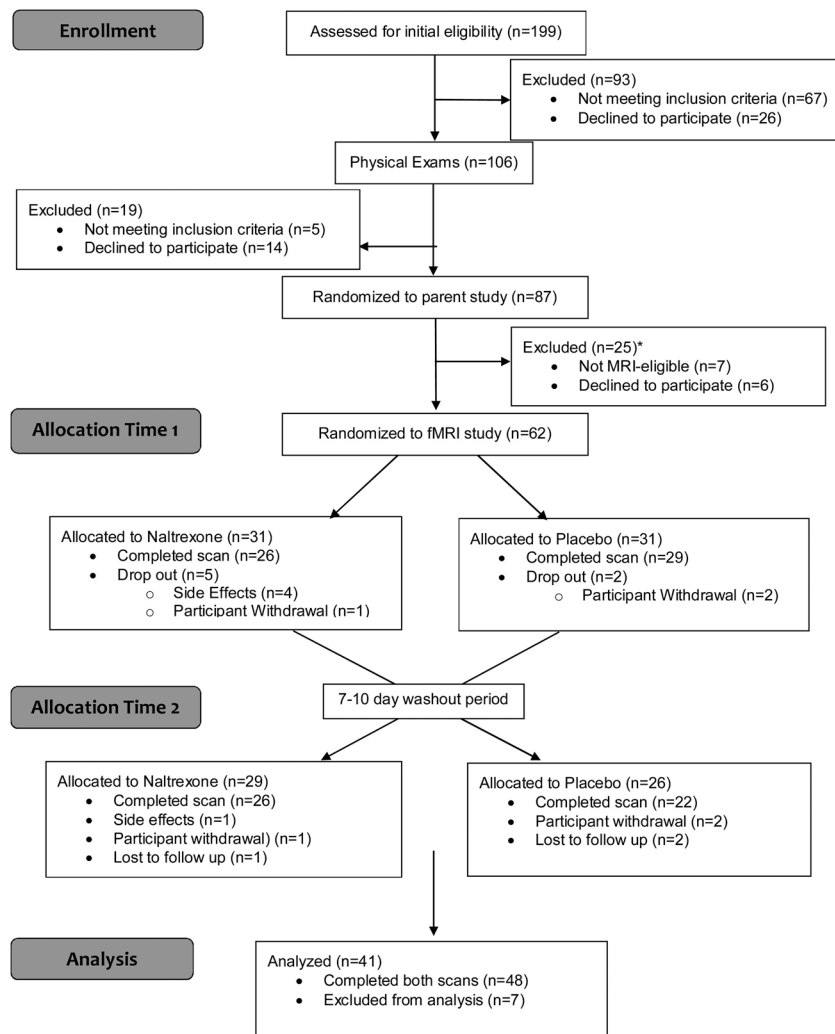 Enrollment
Assessed for initial eligibility (n=199)
Excluded (n=93)
• Not meeting inclusion criteria (n=67)
• Declined to participate (n=26)
Physical Exams (n=106)
Excluded (n=19)
• Not meeting inclusion criteria (n=5)
• Declined to participate (n=14)
Randomized to parent study (n=87)
Excluded (n=25)*
• Not MRI-eligible (n=7)
• Declined to participate (n=6)
Allocation Time 1
Randomized to fMRI study (n=62)
Allocated to Naltrexone (n=31)
• Completed scan (n=26)
• Drop out (n=5)
o Side Effects (n=4)
o Participant Withdrawal (n=1)
Allocated to Placebo (n=31)
• Completed scan (n=29)
• Drop out (n=2)
o Participant Withdrawal (n=2)
Allocation Time 2
7-10 day washout period
Allocated to Naltrexone (n=29)
• Completed scan (n=26)
• Side effects (n=1)
• Participant withdrawal) (n=1)
• Lost to follow up (n=1)
Allocated to Placebo (n=26)
• Completed scan (n=22)
• Participant withdrawal (n=2)
• Lost to follow up (n=2)
Analysis
Analyzed (n=41)
• Completed both scans (n=48)
• Excluded from analysis (n=7)